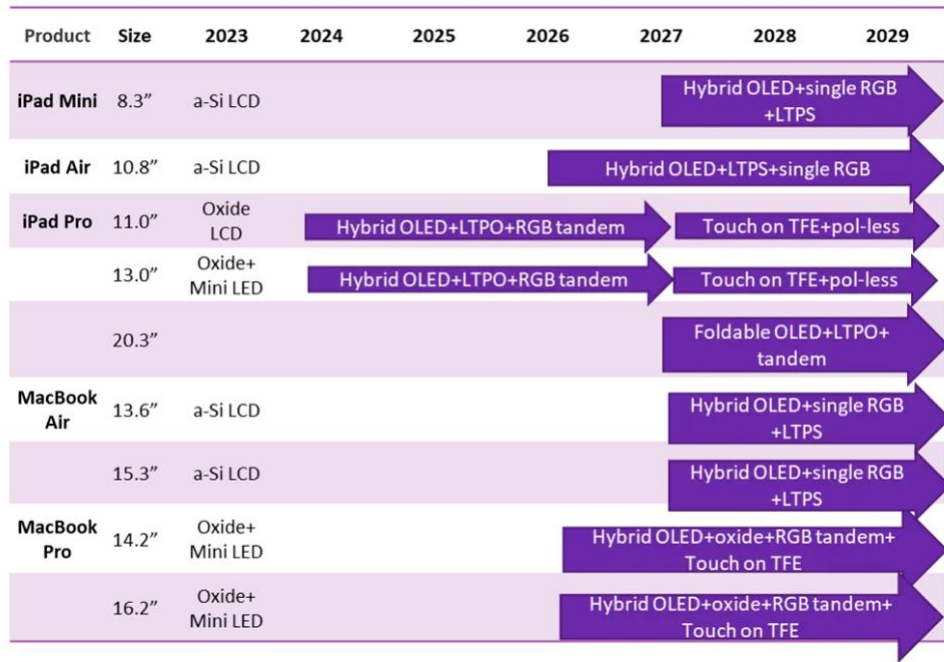 Product Size 2023 2024 2025 2026 2027 2028 2029
iPad Mini 8.3” a-Si LCD Hybrid OLED+single RGB
+LTPS
iPad Air 10.8” a-Si LCD Hybrid OLED+LTPS+single RGB
iPad Pro 11.0” Oxide
LCD Hybrid OLED+LTPO+RGB tandem Touch on TFE+pol-less
13.0” Oxide+
Mini LED Hybrid OLED+LTPO+RGB tandem Touch on TFE+pol-less
20.3” Foldable OLED+LTPO+
tandem
MacBook
Air 13.6” a-Si LCD Hybrid OLED+single RGB
+LTPS
15.3” a-Si LCD Hybrid OLED+single RGB
+LTPS
MacBook
Pro 14.2” Oxide+
Mini LED Hybrid OLED+oxide+RGB tandem+
Touch on TFE
16.2” Oxide+
Mini LED Hybrid OLED+oxide+RGB tandem+
Touch on TFE